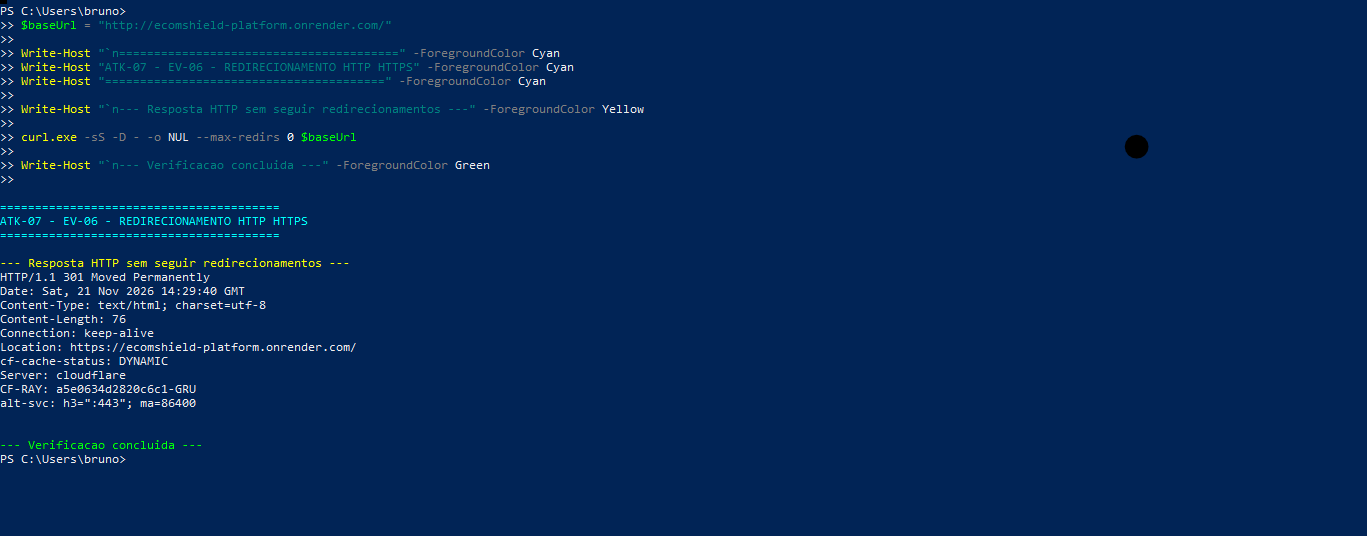 PS C:\Users\bruno>
>> $baseUrl = "http://ecomshield-platform.onrender.com/"
>>
>> Write-Host "`n========================================" -ForegroundColor Cyan
>> Write-Host "ATK-07 - EV-06 - REDIRECIONAMENTO HTTP HTTPS" -ForegroundColor Cyan
>> Write-Host "========================================" -ForegroundColor Cyan
>>
>> Write-Host "`n--- Resposta HTTP sem seguir redirecionamentos ---" -ForegroundColor Yellow
>>
>> curl.exe -sS -D - -o NUL --max-redirs 0 $baseUrl
>>
>> Write-Host "`n--- Verificacao concluida ---" -ForegroundColor Green
>>

========================================
ATK-07 - EV-06 - REDIRECIONAMENTO HTTP HTTPS
========================================

--- Resposta HTTP sem seguir redirecionamentos ---
HTTP/1.1 301 Moved Permanently
Date: Sat, 21 Nov 2026 14:29:40 GMT
Content-Type: text/html; charset=utf-8
Content-Length: 76
Connection: keep-alive
Location: https://ecomshield-platform.onrender.com/
cf-cache-status: DYNAMIC
Server: cloudflare
CF-RAY: a5e0634d2820c6c1-GRU
alt-svc: h3=":443"; ma=86400

--- Verificacao concluida ---
PS C:\Users\bruno>